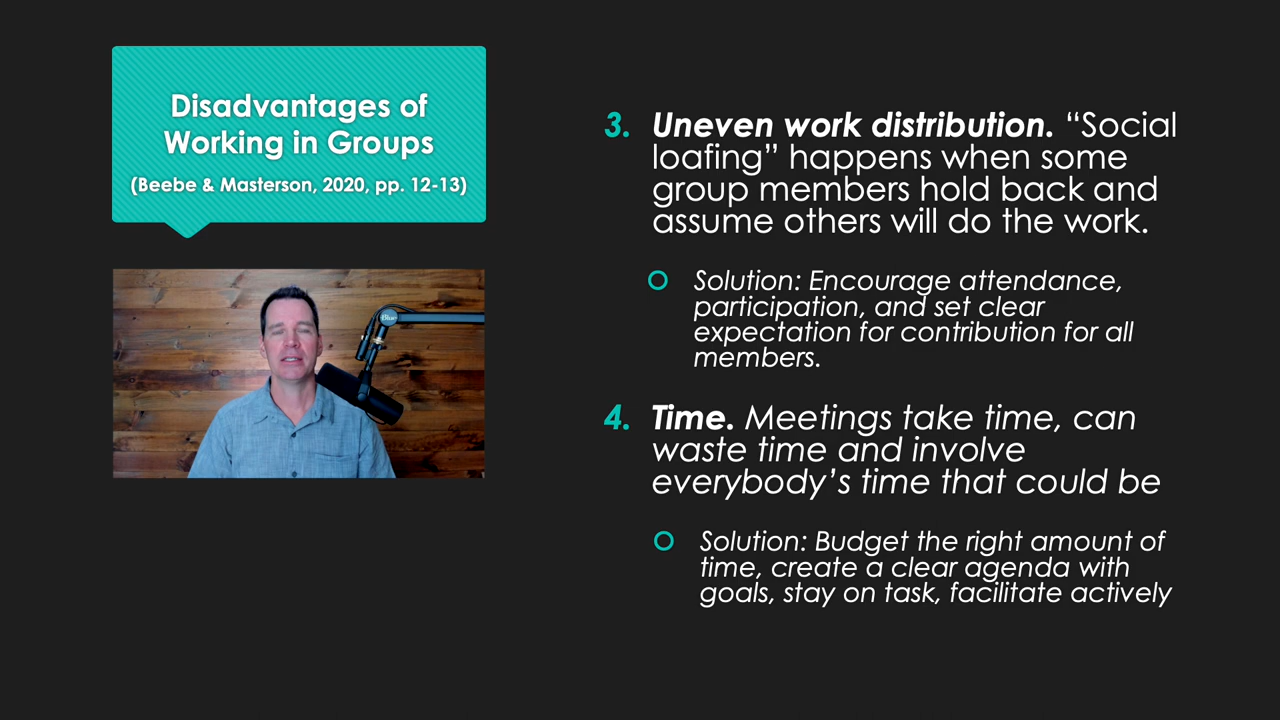 Disadvantages of
Working in Groups
(Beebe & Masterson, 2020, pp. 12-13)
Blue
3. Uneven work distribution. “Social
loafing” happens when some
group members hold back and
assume others will do the work.
Solution: Encourage attendance,
participation, and set clear
expectation for contribution for all
members.
4. Time. Meetings take time, can
waste time and involve
everybody’s time that could be
Solution: Budget the right amount of
time, create a clear agenda with
goals, stay on task, facilitate actively